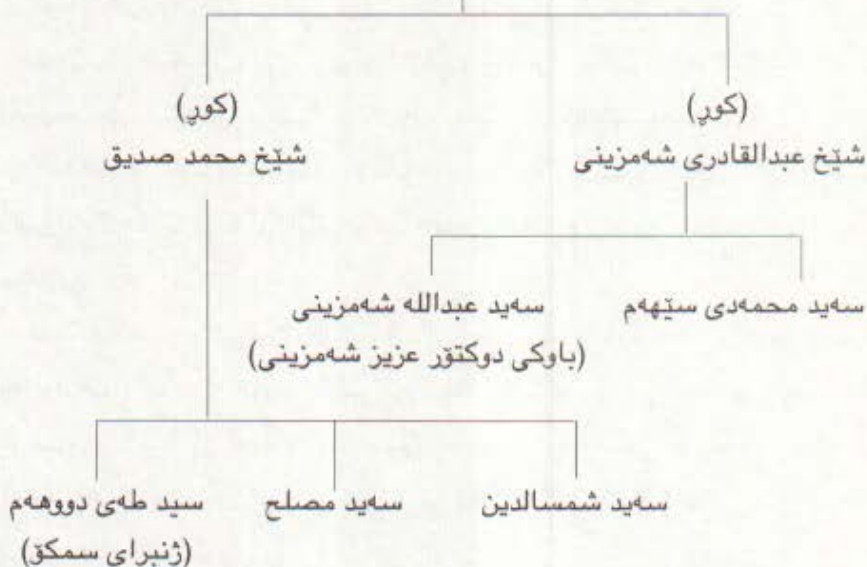 (کوڕ)
شێخ عبدالقادری شەمزینی
(کوڕ)
شێخ محمد صدیق
سەید محمەدی سێهەم
سەید عبدالله شەمزینی
(باوکی دوکتۆر عزیز شەمزینی)
سەید شمسالدین
سەید مصلح
سید طەی دووهەم
(ژنبرای سمکۆ)